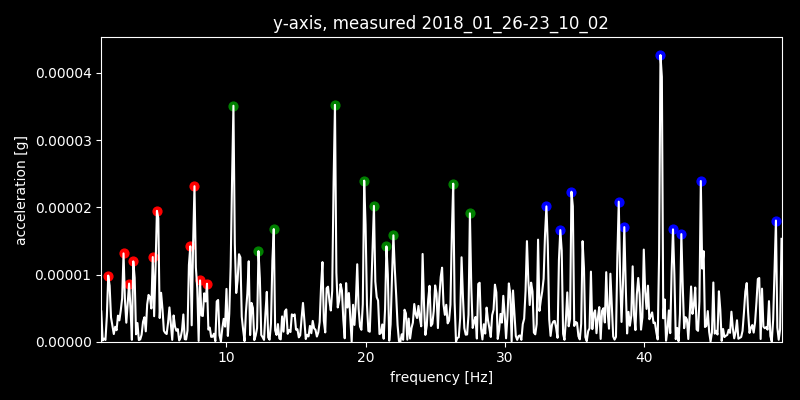 y-axis, measured 2018_01_26-23_10_02
acceleration [g]
0.00004
0.00003
0.00002
0.00001
0.00000
10 20 30 40
frequency [Hz]